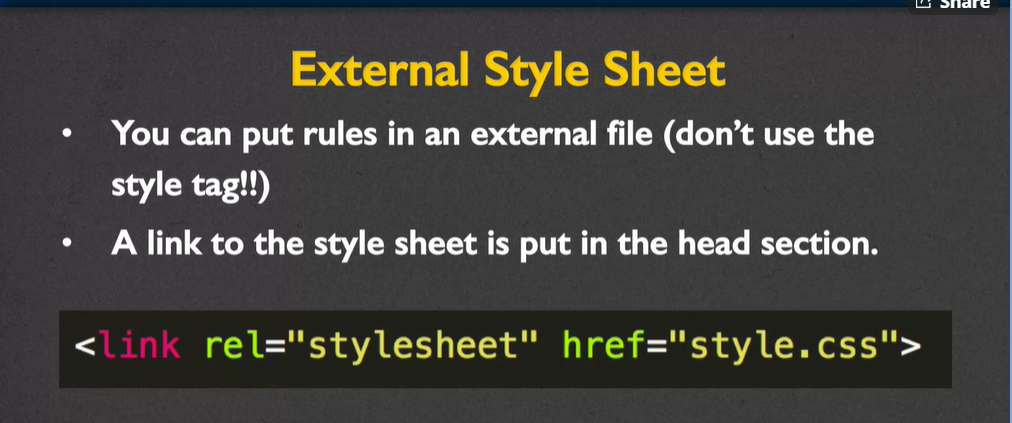 Share
External Style Sheet
• You can put rules in an external file (don’t use the
style tag!!)
• A link to the style sheet is put in the head section.
<link rel="stylesheet" href="style.css">